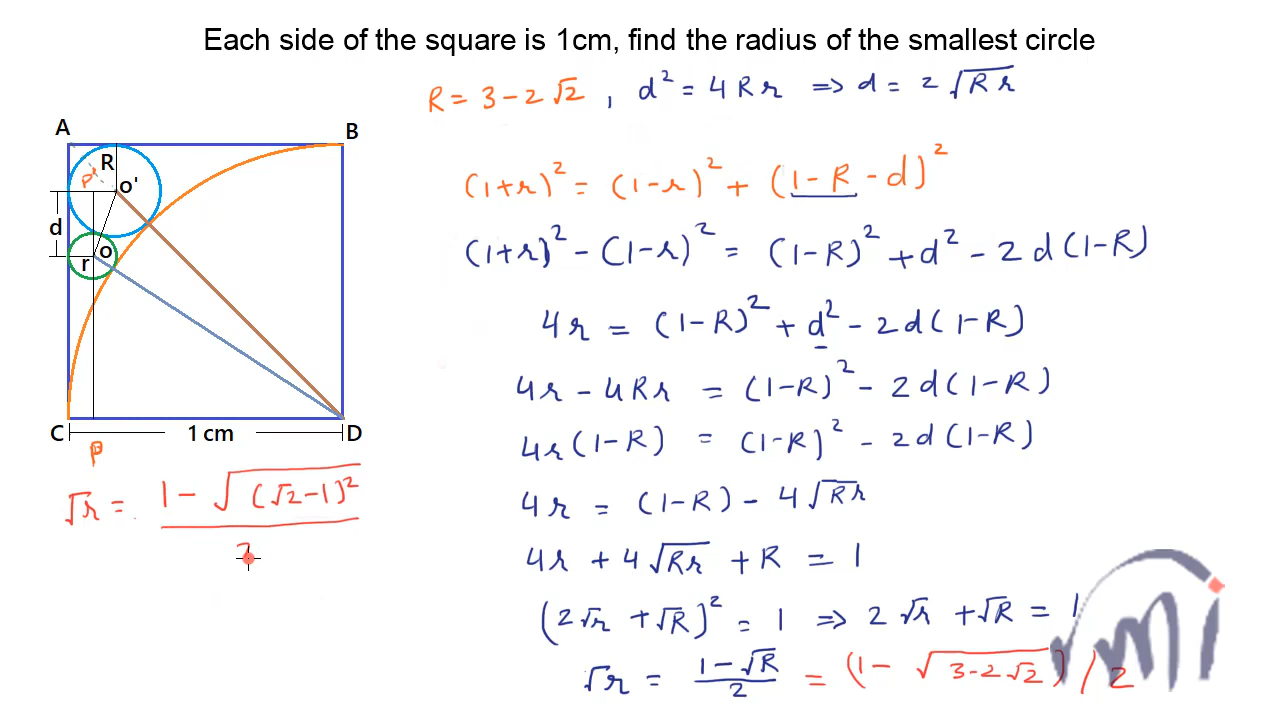 Each side of the square is 1cm, find the radius of the smallest circle
R = 3 - 2√2 , d² = 4Rr ⇒ d = 2√Rr
A
B
R
p'
o'
d
o
r
C
1 cm
D
p
(1+r)² = (1-r)² + (1-R-d)²
(1+r)² - (1-r)² = (1-R)² + d² - 2d(1-R)
4r = (1-R)² + d² - 2d(1-R)
4r - 4Rr = (1-R)² - 2d(1-R)
4r(1-R) = (1-R)² - 2d(1-R)
4r = (1-R) - 4√Rr
4r + 4√Rr + R = 1
(2√r + √R)² = 1 ⇒ 2√r + √R = 1
√r = (1-√R)/2 = (1 - √(3-2√2))/2
√r = 1 - √(√2-1)²
mi